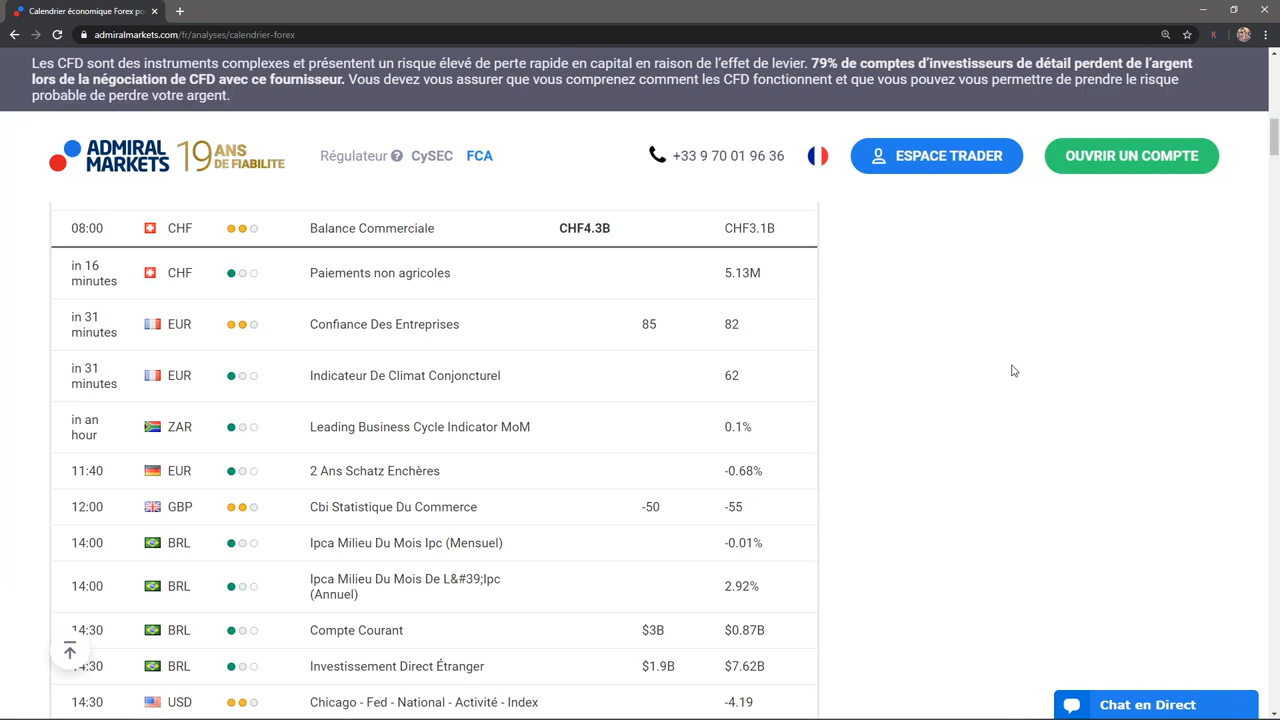 Calendrier économique Forex po
admiralmarkets.com/fr/analyses/calendrier-forex
K
Les CFD sont des instruments complexes et présentent un risque élevé de perte rapide en capital en raison de l'effet de levier. 79% de comptes d'investisseurs de détail perdent de l'argent
lors de la négociation de CFD avec ce fournisseur. Vous devez vous assurer que vous comprenez comment les CFD fonctionnent et que vous pouvez vous permettre de prendre le risque
probable de perdre votre argent.
ADMIRAL
MARKETS
19 ANS
DE FIABILITE
Régulateur ? CySEC FCA
+33 9 70 01 96 36
ESPACE TRADER
OUVRIR UN COMPTE
08:00 CHF Balance Commerciale CHF4.3B CHF3.1B
in 16
minutes
CHF Paiements non agricoles 5.13M
in 31
minutes
EUR Confiance Des Entreprises 85 82
in 31
minutes
EUR Indicateur De Climat Conjoncturel 62
in an
hour
ZAR Leading Business Cycle Indicator MoM 0.1%
11:40 EUR 2 Ans Schatz Enchères -0.68%
12:00 GBP Cbi Statistique Du Commerce -50 -55
14:00 BRL Ipca Milieu Du Mois Ipc (Mensuel) -0.01%
14:00 BRL Ipca Milieu Du Mois De L&#39;Ipc
(Annuel)
2.92%
14:30 BRL Compte Courant $3B $0.87B
14:30 BRL Investissement Direct Étranger $1.9B $7.62B
14:30 USD Chicago - Fed - National - Activité - Index -4.19
Chat en Direct